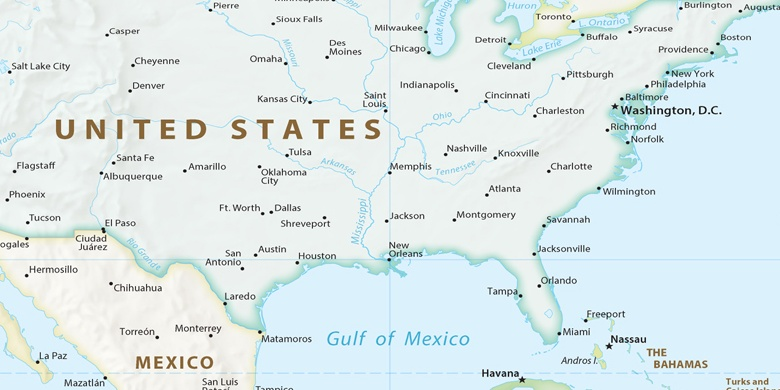 Pierre
Sioux Falls
Milwaukee
Lake Michigan
Huron
Toronto
L. Ontario
Burlington
Augusta
Casper
Syracuse
Buffalo
Boston
Detroit
Lake Erie
Providence
Salt Lake City
Cheyenne
Omaha
Missouri
Des
Moines
Chicago
Cleveland
Denver
Pittsburgh
New York
Philadelphia
Indianapolis
Kansas City
Saint
Louis
Cincinnati
Baltimore
Washington, D.C.
Charleston
Ohio
UNITED STATES
Richmond
Norfolk
Flagstaff
Santa Fe
Albuquerque
Amarillo
Tulsa
Oklahoma
City
Arkansas
Memphis
Nashville
Knoxville
Tennessee
Charlotte
Phoenix
Tucson
Ft. Worth
Dallas
Shreveport
Mississippi
Jackson
Atlanta
Montgomery
Wilmington
Savannah
ogales
Ciudad
Juárez
El Paso
Rio Grande
San
Antonio
Austin
Houston
New
Orleans
Jacksonville
Hermosillo
Chihuahua
Laredo
Orlando
Tampa
Torreón
Monterrey
Matamoros
Gulf of Mexico
Miami
Freeport
Nassau
La Paz
MEXICO
Andros I.
THE
BAHAMAS
Mazatlán
San Luis
Potosí
Tampico
Havana
Turks and